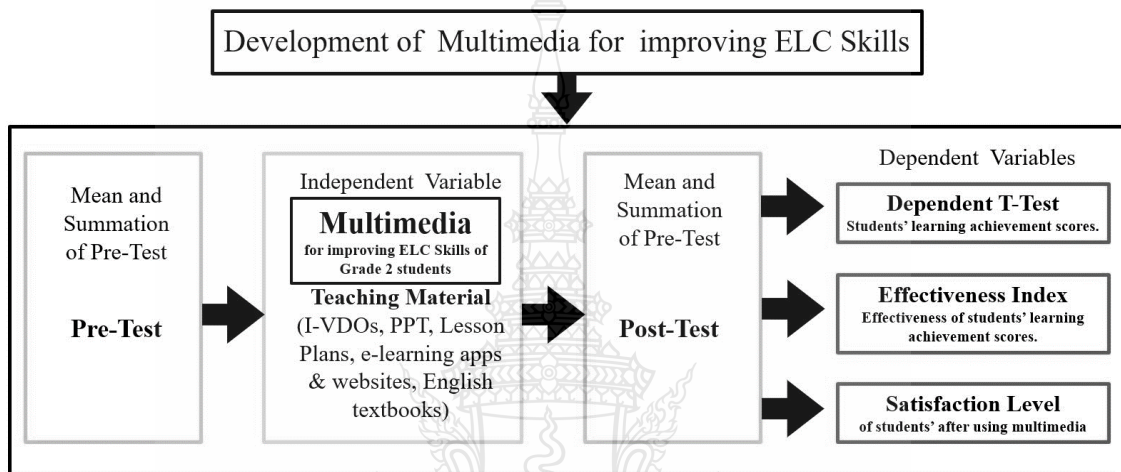 Development of Multimedia for improving ELC Skills
Mean and
Summation
of Pre-Test
Pre-Test
Independent Variable
Multimedia
for improving ELC Skills of
Grade 2 students
Teaching Material
(I-VDOs, PPT, Lesson
Plans, e-learning apps
& websites, English
textbooks)
Mean and
Summation
of Pre-Test
Post-Test
Dependent Variables
Dependent T-Test
Students' learning achievement scores.
Effectiveness Index
Effectiveness of students' learning
achievement scores.
Satisfaction Level
of students' after using multimedia